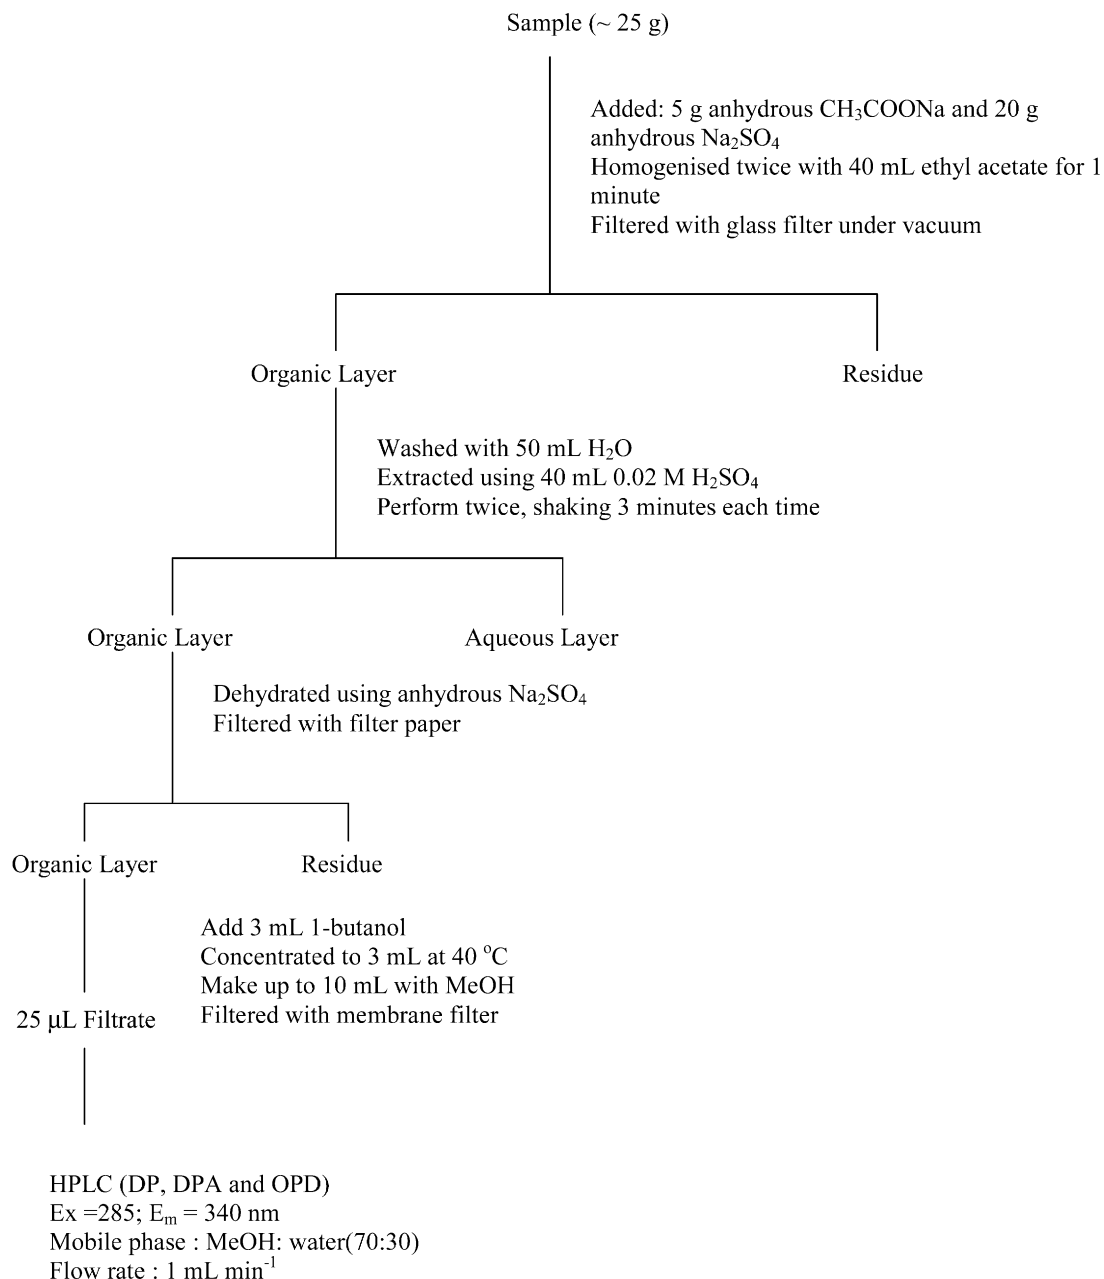 Sample (~ 25 g)
Added: 5 g anhydrous CH₃COONa and 20 g
anhydrous Na₂SO₄
Homogenised twice with 40 mL ethyl acetate for 1
minute
Filtered with glass filter under vacuum
Organic Layer
Residue
Washed with 50 mL H₂O
Extracted using 40 mL 0.02 M H₂SO₄
Perform twice, shaking 3 minutes each time
Organic Layer
Aqueous Layer
Dehydrated using anhydrous Na₂SO₄
Filtered with filter paper
Organic Layer
Residue
Add 3 mL 1-butanol
Concentrated to 3 mL at 40 °C
Make up to 10 mL with MeOH
Filtered with membrane filter
25 μL Filtrate
HPLC (DP, DPA and OPD)
Ex =285; Eₘ = 340 nm
Mobile phase : MeOH: water(70:30)
Flow rate : 1 mL min⁻¹